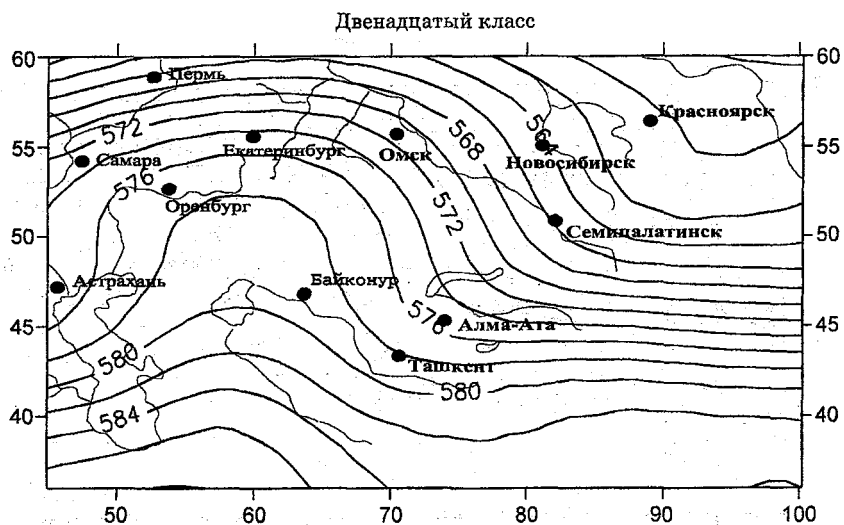 Двенадцатый класс
60
60
Пермь
Красноярск
572
564
568
55
55
Самара
Екатеринбург
Омск
Новосибирск
576
Оренбург
572
50
Семипалатинск
50
Астрахань
Байконур
576
Алма-Ата
45
45
580
Ташкент
580
584
40
40
50
60
70
80
90
100